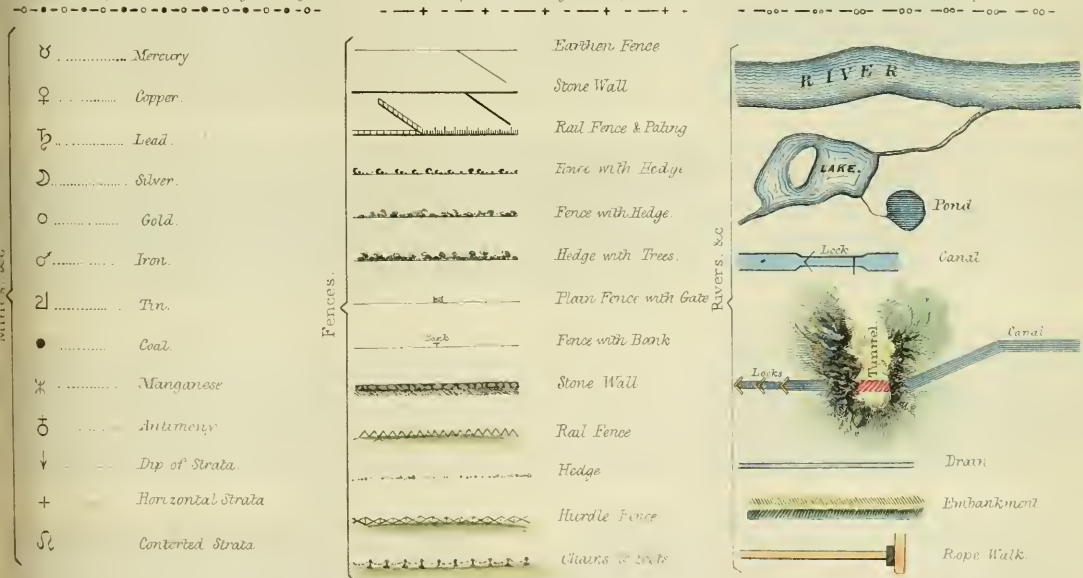 Mercury
Copper.
Lead.
Silver.
Gold.
Iron.
Tin.
Coal.
Manganese
Antimony
Dip of Strata.
Horizontal Strata
Contorted Strata
Fences.
Earthen Fence
Stone Wall
Rail Fence & Paling
Fence with Hedge
Fence with Hedge.
Hedge with Trees.
Plain Fence with Gate
Bank
Fence with Bank
Stone Wall
Rail Fence
Hedge
Hurdle Fence
Chains &
Rivers. &c
RIVER
LAKE.
Pond
Lock
Canal
Tunnel.
Canal
Locks
Drain
Embankment
Rope Walk.